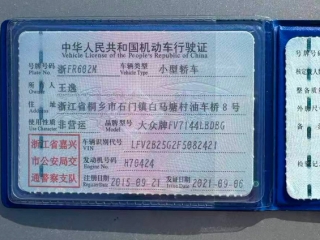 中华人民共和国机动车行驶证
Vehicle License of the People's Republic of China
号牌号码 浙FR602M 车辆类型 小型轿车
Plate No. Vehicle Type
所有人 王逸
Owner
住址 浙江省桐乡市石门镇白马塘村油车桥8号
Address
使用性质 非营运 品牌型号 大众牌FV7144LBDBG
Use Character Model
浙江省嘉兴 车辆识别代号 LFV2B25G2F5082421
VIN
市公安局交 发动机号码 H70424
Engine No.
通警察支队 注册日期 2015-09-21 发证日期 2021-09-06
Register Date Issue Date
号牌
核定
整备